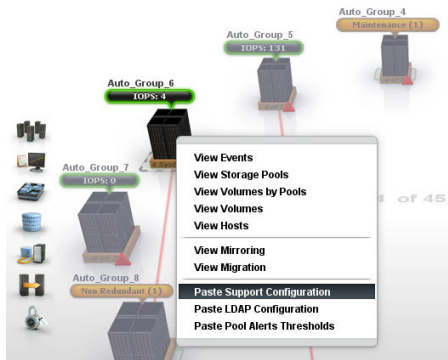 Auto_Group_4
Maintenance (1)
Auto_Group_5
IOPS: 131
Auto_Group_6
IOPS: 4
Auto_Group_7
IOPS: 0
Auto_Group_8
Non Redundant (1)
View Events
View Storage Pools
View Volumes by Pools
View Volumes
View Hosts
View Mirroring
View Migration
Paste Support Configuration
Paste LDAP Configuration
Paste Pool Alerts Thresholds
of 45